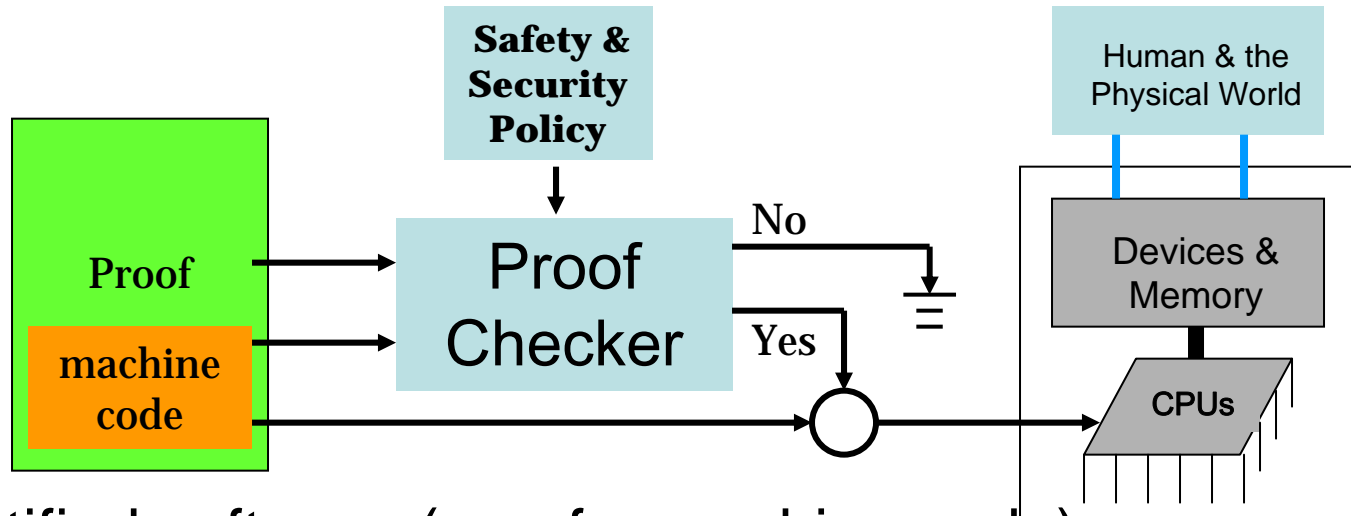 Safety &
Security
Policy
Human & the
Physical World
Proof
machine
code
Proof
Checker
No
Yes
Devices &
Memory
CPUs